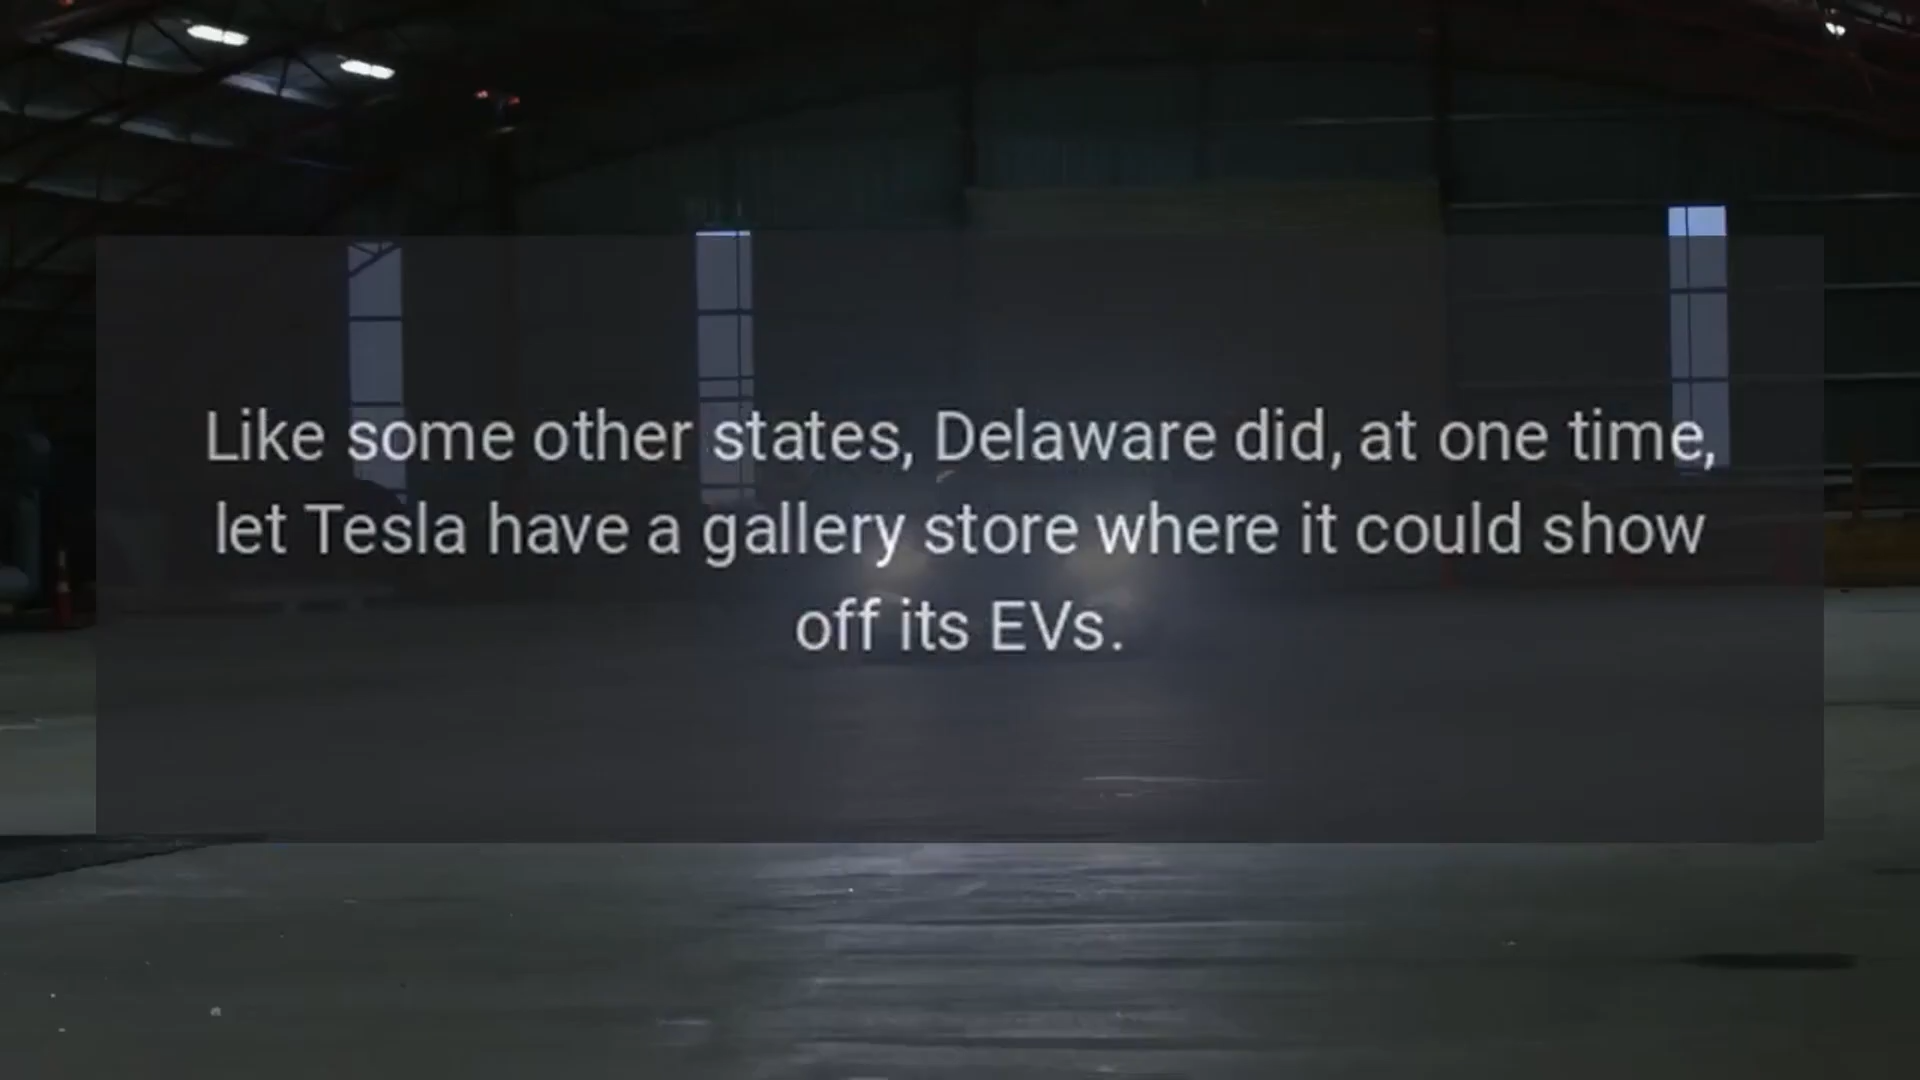 Like some other states, Delaware did, at one time,
let Tesla have a gallery store where it could show
off its EVs.